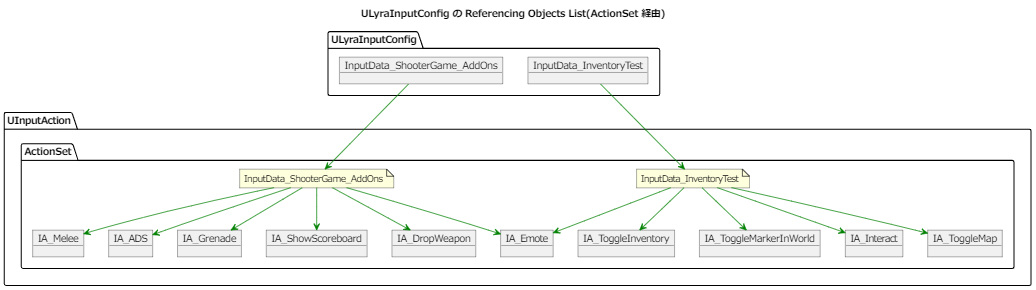 ULyraInputConfig の Referencing Objects List(ActionSet 経由)
ULyraInputConfig
InputData_ShooterGame_AddOns
InputData_InventoryTest
UInputAction
ActionSet
InputData_ShooterGame_AddOns
InputData_InventoryTest
IA_Melee
IA_ADS
IA_Grenade
IA_ShowScoreboard
IA_DropWeapon
IA_Emote
IA_ToggleInventory
IA_ToggleMarkerInWorld
IA_Interact
IA_ToggleMap